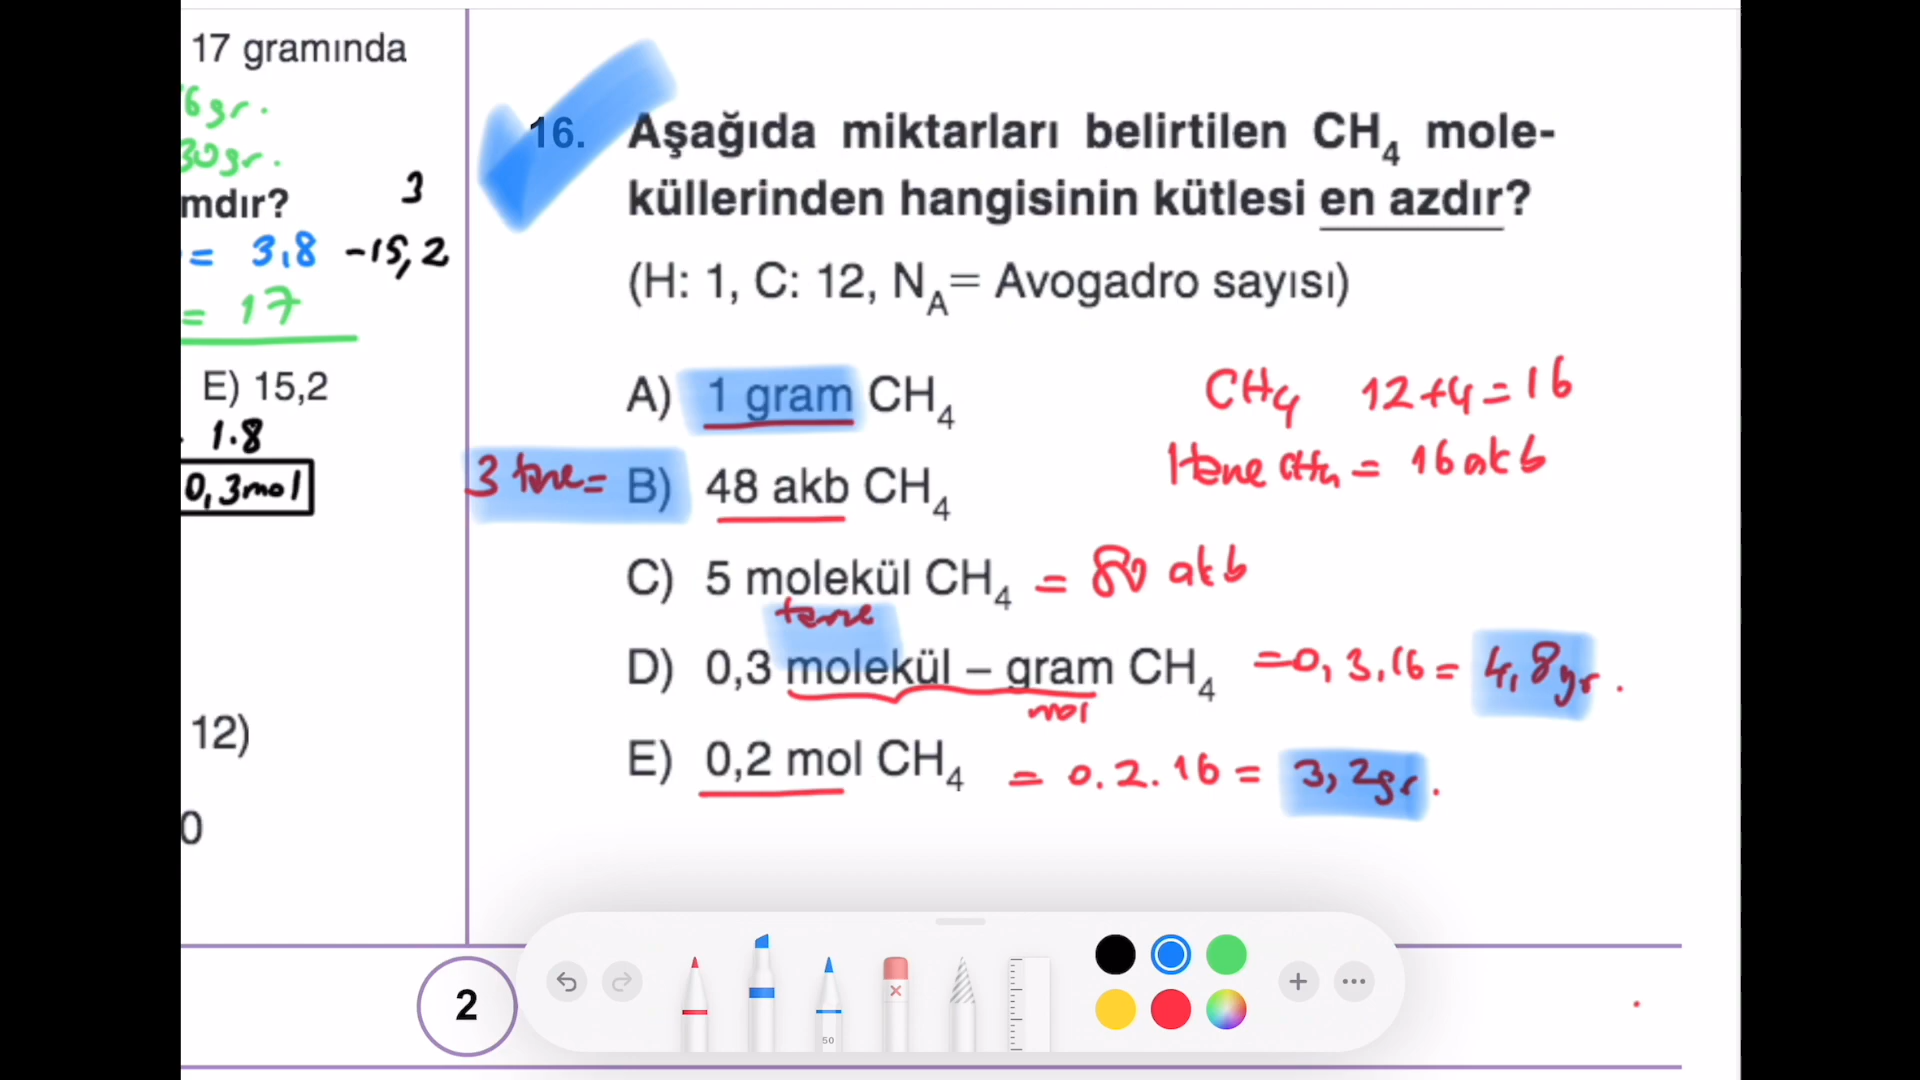 17 gramında
6gr.
30gr.
mdır?
3
= 3,8
-15,2
= 17
E) 15,2
1.8
0,3mol
12)
0
16. Aşağıda miktarları belirtilen CH4 mole-
küllerinden hangisinin kütlesi en azdır?
(H: 1, C: 12, NA= Avogadro sayısı)
A) 1 gram CH4
CH4 12+4=16
3 tane= B) 48 akb CH4
1tane CH4 = 16akb
C) 5 molekül CH4 = 80 akb
tane
D) 0,3 molekül – gram CH4 =0,3.16= 4,8gr.
mol
E) 0,2 mol CH4 = 0.2.16= 3,2gr.
2
50